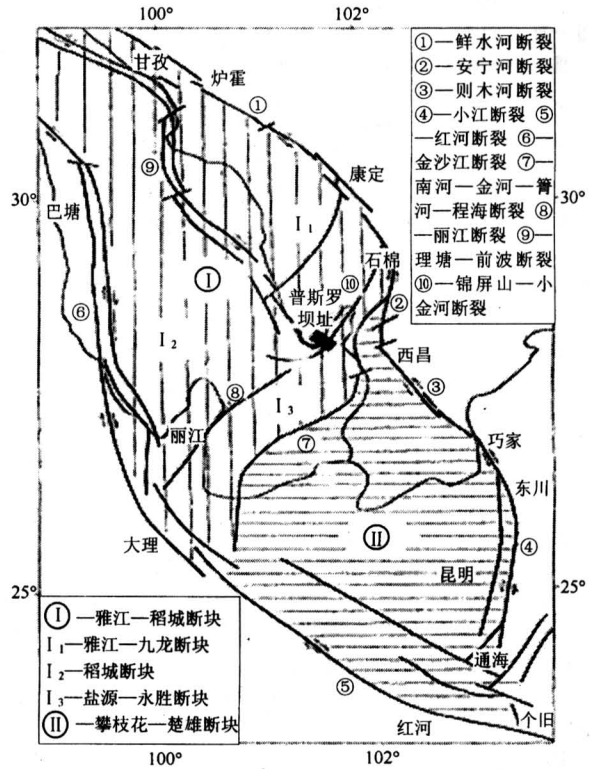 100°
102°
①—鲜水河断裂
②—安宁河断裂
③—则木河断裂
④—小江断裂 ⑤
—红河断裂 ⑥—
金沙江断裂 ⑦—
南河—金河—箐
河—程海断裂 ⑧
—丽江断裂 ⑨—
理塘—前波断裂
⑩—锦屏山—小
金河断裂
甘孜
炉霍
①
⑨
康定
30°
30°
巴塘
I₁
石棉
Ⅰ
普斯罗
坝址
⑩
②
⑥
I₂
西昌
⑧
③
I₃
丽江
⑦
巧家
东川
Ⅱ
大理
④
昆明
25°
25°
Ⅰ—雅江—稻城断块
I₁—雅江—九龙断块
I₂—稻城断块
I₃—盐源—永胜断块
Ⅱ—攀枝花—楚雄断块
通海
⑤
个旧
红河
100°
102°